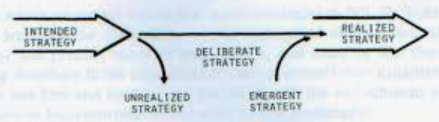 INTENDED
STRATEGY
DELIBERATE
STRATEGY
REALIZED
STRATEGY
UNREALIZED
STRATEGY
EMERGENT
STRATEGY